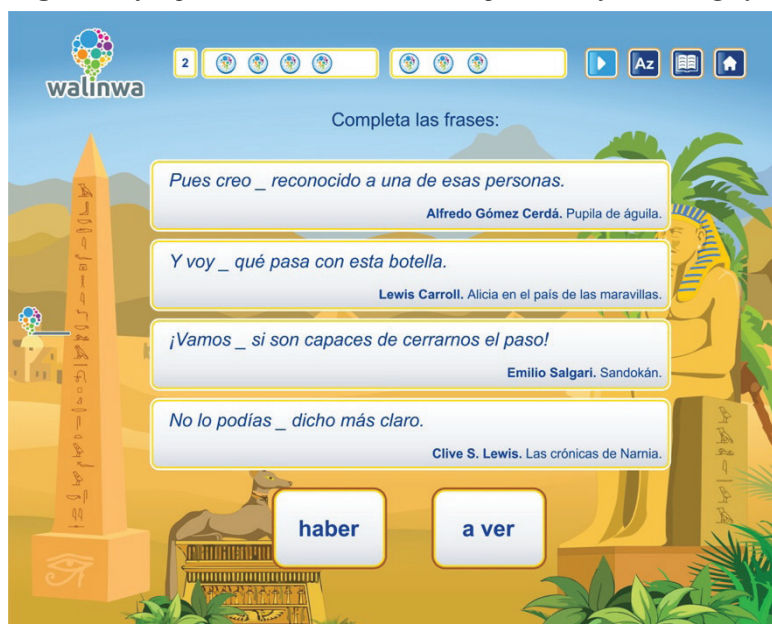 walinwa
2
Az
Completa las frases:
Pues creo _ reconocido a una de esas personas.
Alfredo Gómez Cerdá. Pupila de águila.
Y voy _ qué pasa con esta botella.
Lewis Carroll. Alicia en el país de las maravillas.
¡Vamos _ si son capaces de cerrarnos el paso!
Emilio Salgari. Sandokán.
No lo podías _ dicho más claro.
Clive S. Lewis. Las crónicas de Narnia.
haber
a ver